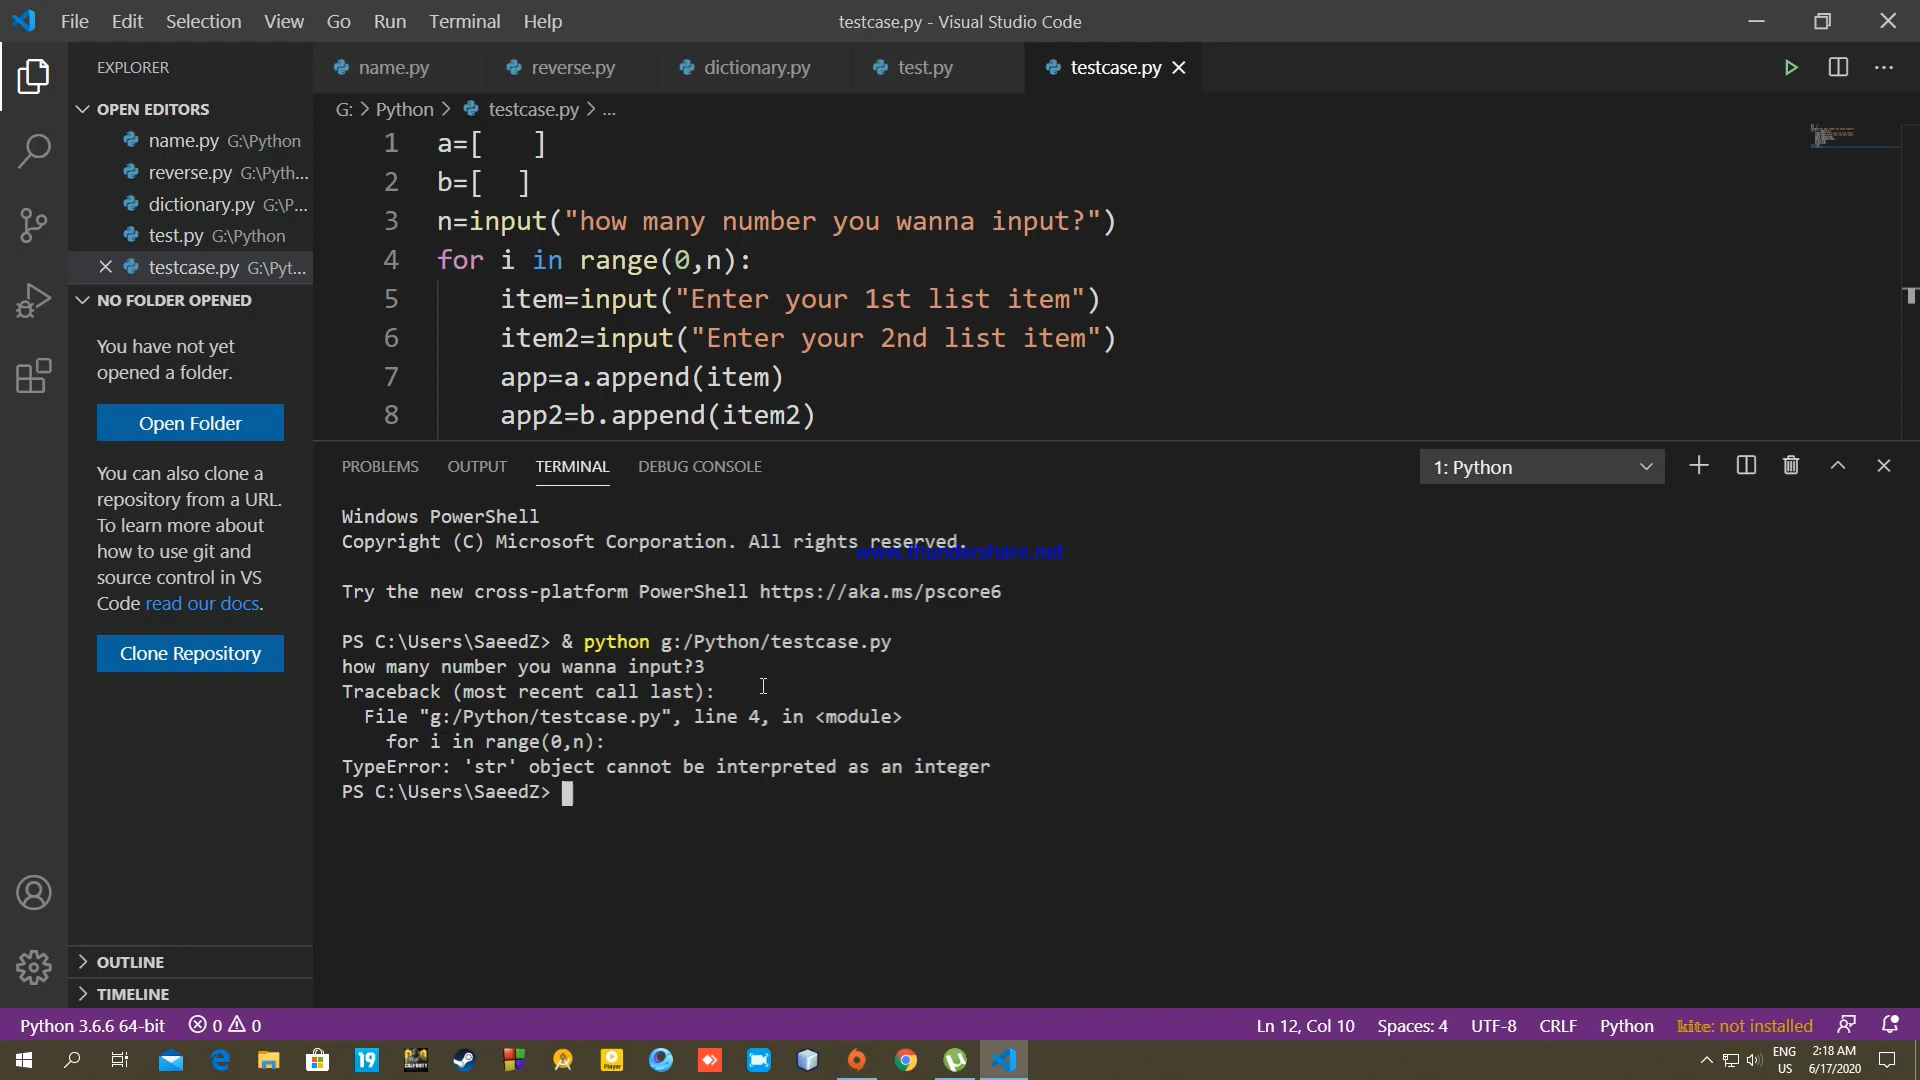 File Edit Selection View Go Run Terminal Help
testcase.py - Visual Studio Code
EXPLORER
OPEN EDITORS
name.py G:\Python
reverse.py G:\Pyth...
dictionary.py G:\P...
test.py G:\Python
testcase.py G:\Pyt...
NO FOLDER OPENED
You have not yet
opened a folder.
Open Folder
You can also clone a
repository from a URL.
To learn more about
how to use git and
source control in VS
Code read our docs.
Clone Repository
OUTLINE
TIMELINE
name.py reverse.py dictionary.py test.py testcase.py
G: > Python > testcase.py > ...
1 a=[   ]
2 b=[  ]
3 n=input("how many number you wanna input?")
4 for i in range(0,n):
5     item=input("Enter your 1st list item")
6     item2=input("Enter your 2nd list item")
7     app=a.append(item)
8     app2=b.append(item2)
PROBLEMS OUTPUT TERMINAL DEBUG CONSOLE
1: Python
Windows PowerShell
Copyright (C) Microsoft Corporation. All rights reserved.
www.thundershare.net
Try the new cross-platform PowerShell https://aka.ms/pscore6
PS C:\Users\SaeedZ> & python g:/Python/testcase.py
how many number you wanna input?3
Traceback (most recent call last):
  File "g:/Python/testcase.py", line 4, in <module>
    for i in range(0,n):
TypeError: 'str' object cannot be interpreted as an integer
PS C:\Users\SaeedZ>
Python 3.6.6 64-bit 0 0
Ln 12, Col 10 Spaces: 4 UTF-8 CRLF Python kite: not installed
19
Player
ENG
US
2:18 AM
6/17/2020